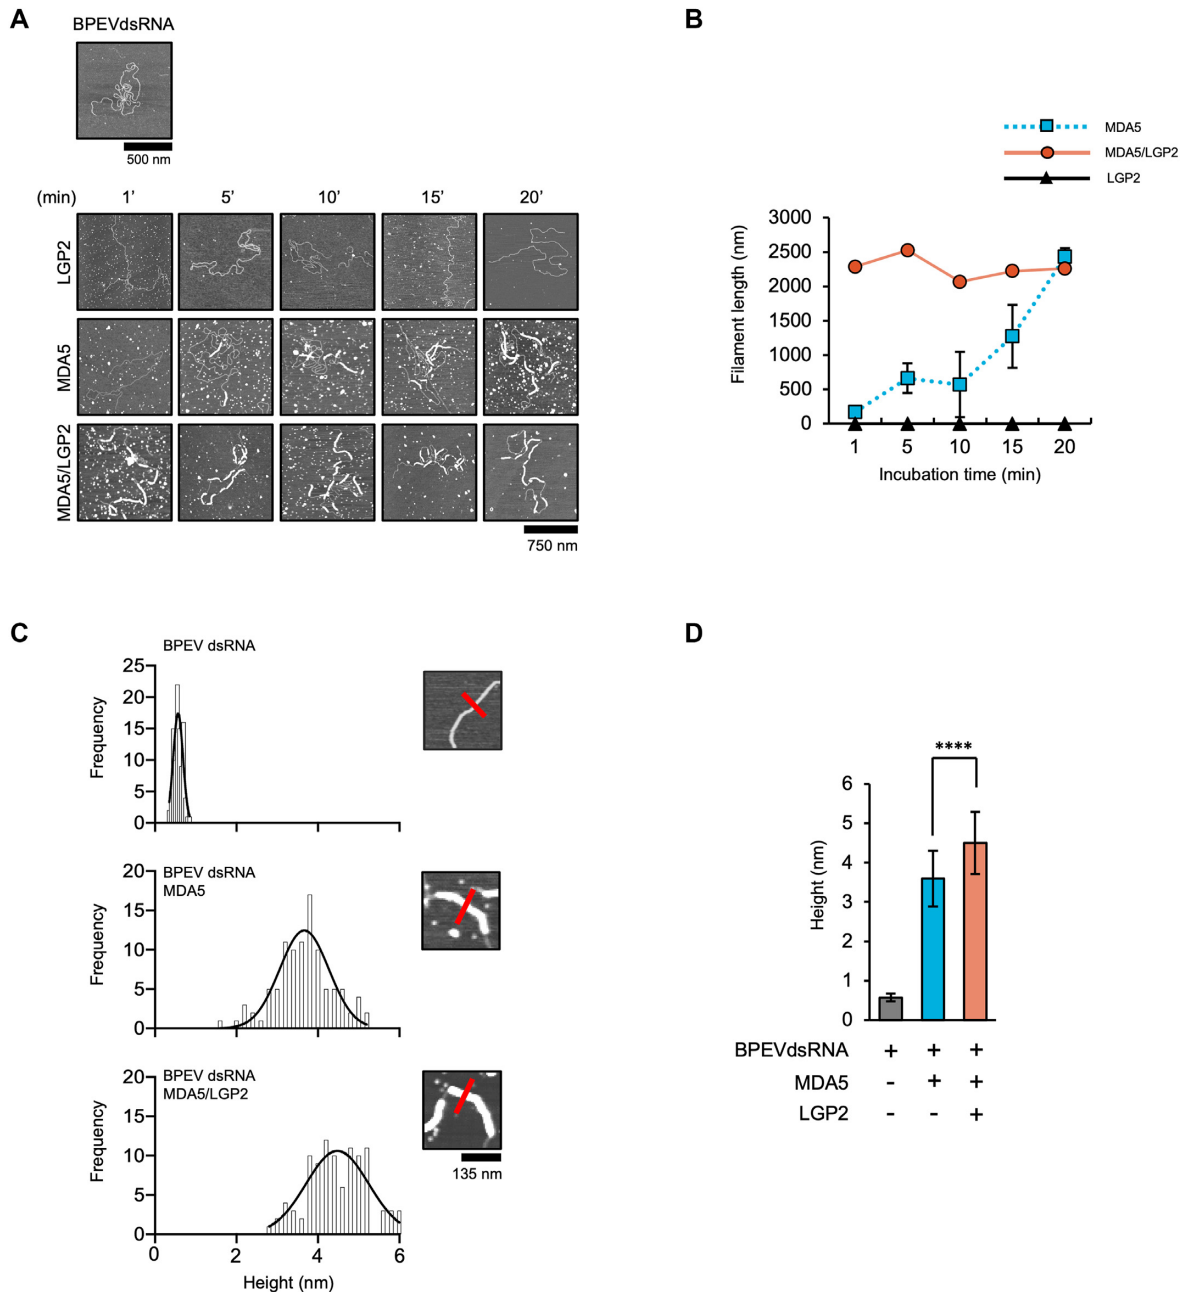 A
BPEVdsRNA
500 nm
(min) 1’ 5’ 10’ 15’ 20’
LGP2
MDA5
MDA5/LGP2
750 nm
B
MDA5
MDA5/LGP2
LGP2
Filament length (nm)
3000
2500
2000
1500
1000
500
0
1 5 10 15 20
Incubation time (min)
C
BPEV dsRNA
Frequency
25
20
15
10
5
0
BPEV dsRNA
MDA5
Frequency
20
15
10
5
0
BPEV dsRNA
MDA5/LGP2
Frequency
20
15
10
5
0
135 nm
0 2 4 6
Height (nm)
D
****
Height (nm)
6
5
4
3
2
1
0
BPEVdsRNA + + +
MDA5 - + +
LGP2 - - +